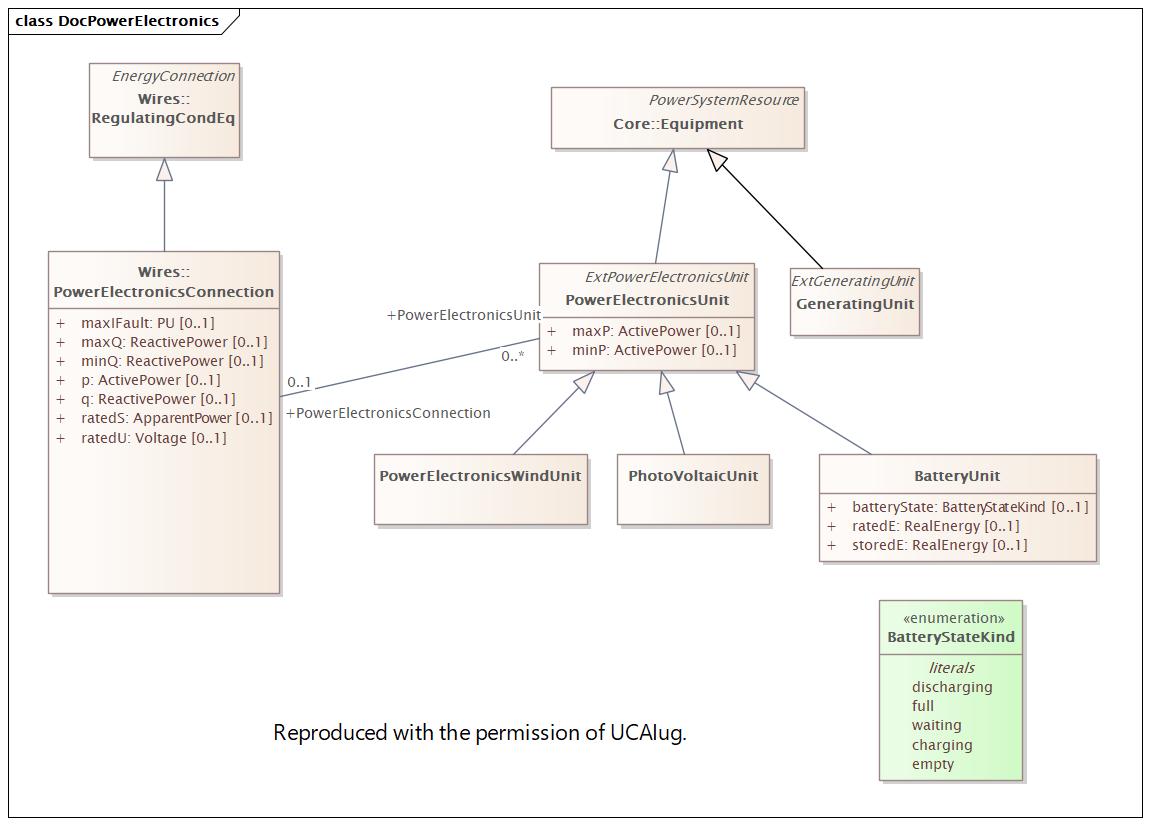 class DocPowerElectronics
EnergyConnection
Wires::
RegulatingCondEq
PowerSystemResource
Core::Equipment
Wires::
PowerElectronicsConnection
+ maxIFault: PU [0..1]
+ maxQ: ReactivePower [0..1]
+ minQ: ReactivePower [0..1]
+ p: ActivePower [0..1]
+ q: ReactivePower [0..1]
+ ratedS: ApparentPower [0..1]
+ ratedU: Voltage [0..1]
+PowerElectronicsUnit
0..*
0..1
+PowerElectronicsConnection
ExtPowerElectronicsUnit
PowerElectronicsUnit
+ maxP: ActivePower [0..1]
+ minP: ActivePower [0..1]
ExtGeneratingUnit
GeneratingUnit
PowerElectronicsWindUnit
PhotoVoltaicUnit
BatteryUnit
+ batteryState: BatteryStateKind [0..1]
+ ratedE: RealEnergy [0..1]
+ storedE: RealEnergy [0..1]
«enumeration»
BatteryStateKind
literals
discharging
full
waiting
charging
empty
Reproduced with the permission of UCAIug.